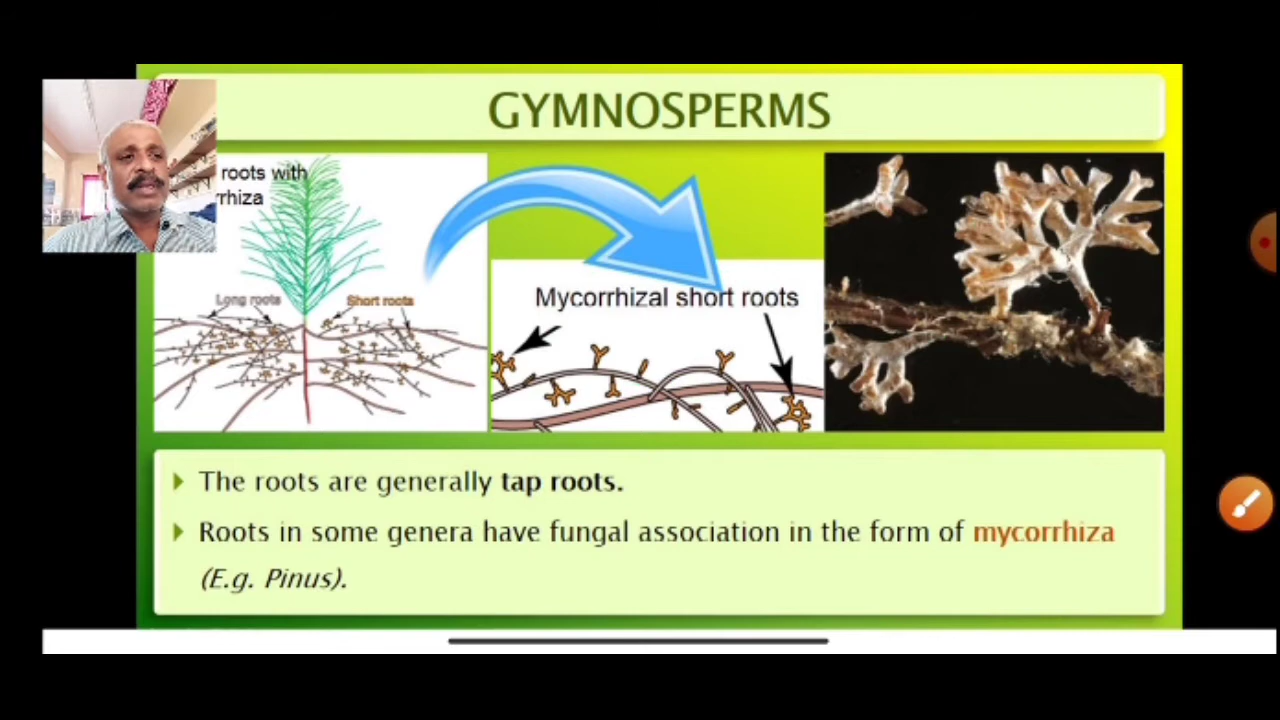 GYMNOSPERMS
roots with
Long roots
Short roots
Mycorrhizal short roots
The roots are generally tap roots.
Roots in some genera have fungal association in the form of mycorrhiza
(E.g. Pinus).